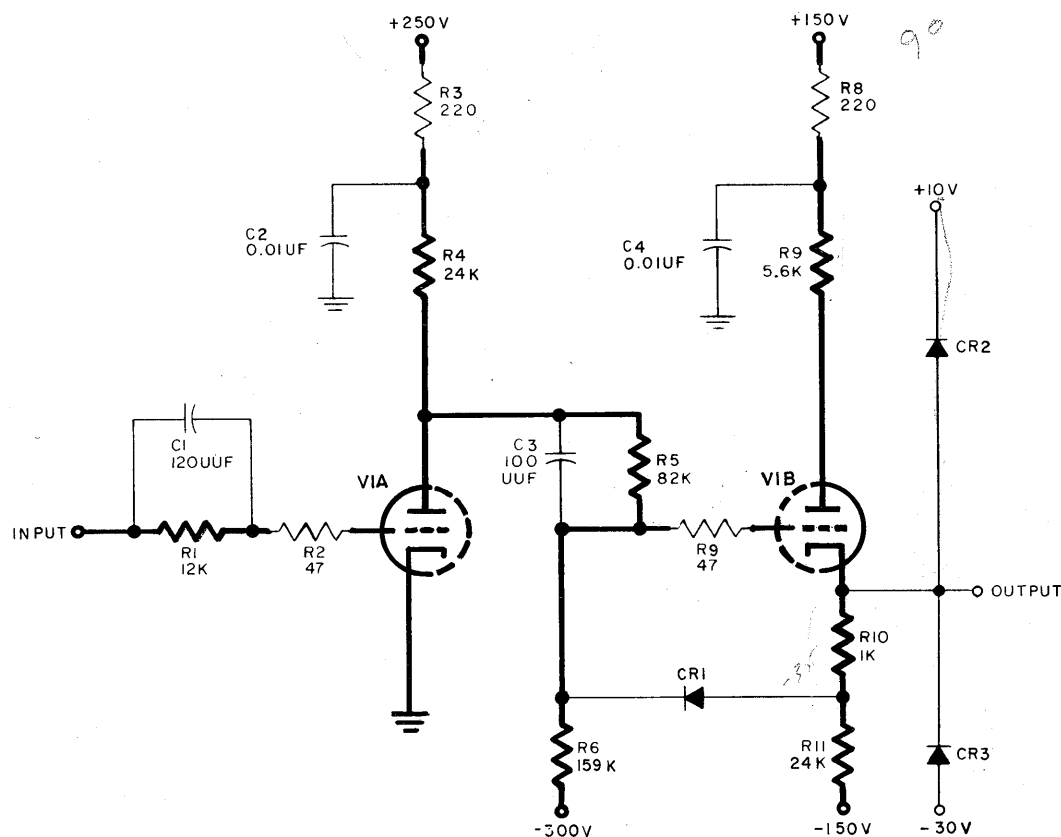 +250V
+150V
9°
R3
220
R8
220
+10V
C2
0.01UF
R4
24K
C4
0.01UF
R9
5.6K
CR2
C1
120UUF
C3
100
UUF
R5
82K
V1A
V1B
INPUT
R1
12K
R2
47
R9
47
OUTPUT
R10
1K
CR1
R6
159K
R11
24K
CR3
-300V
-150V
-30V